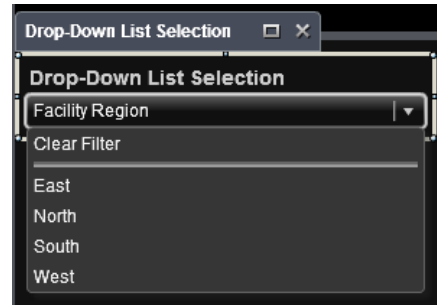 Drop-Down List Selection
Drop-Down List Selection
Facility Region
Clear Filter
East
North
South
West